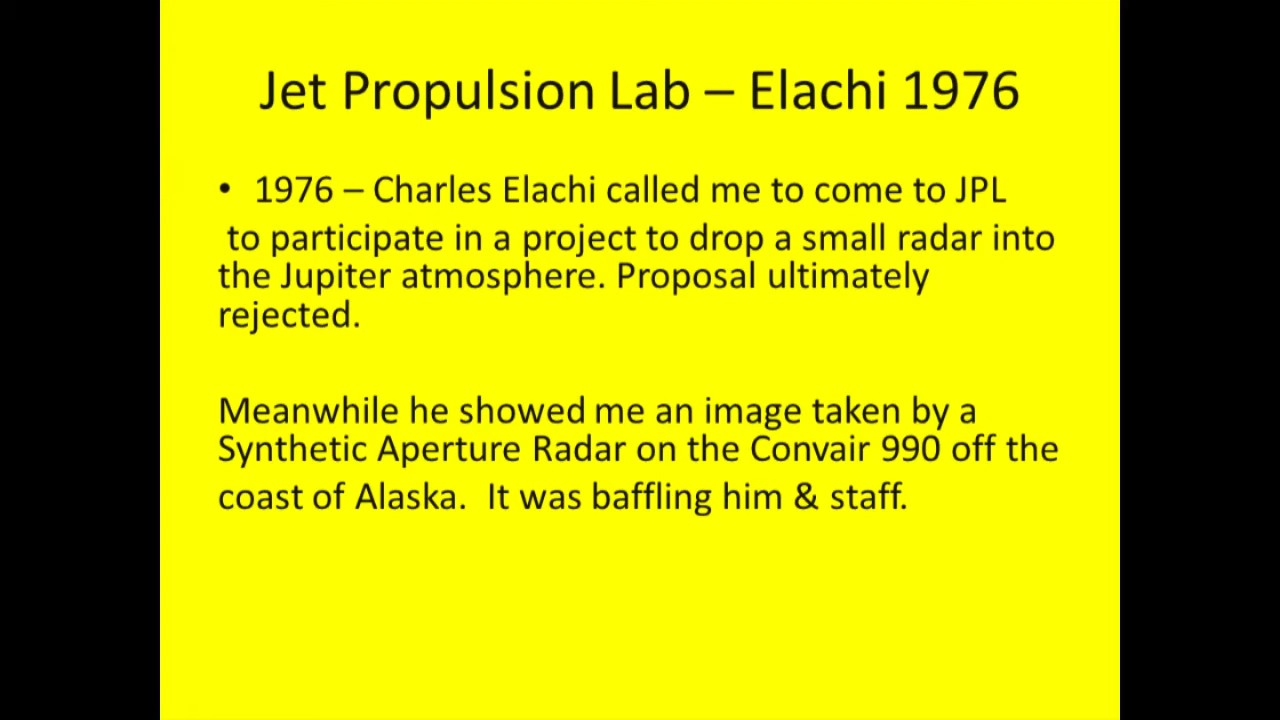 Jet Propulsion Lab – Elachi 1976
• 1976 – Charles Elachi called me to come to JPL
to participate in a project to drop a small radar into
the Jupiter atmosphere. Proposal ultimately
rejected.
Meanwhile he showed me an image taken by a
Synthetic Aperture Radar on the Convair 990 off the
coast of Alaska.  It was baffling him & staff.